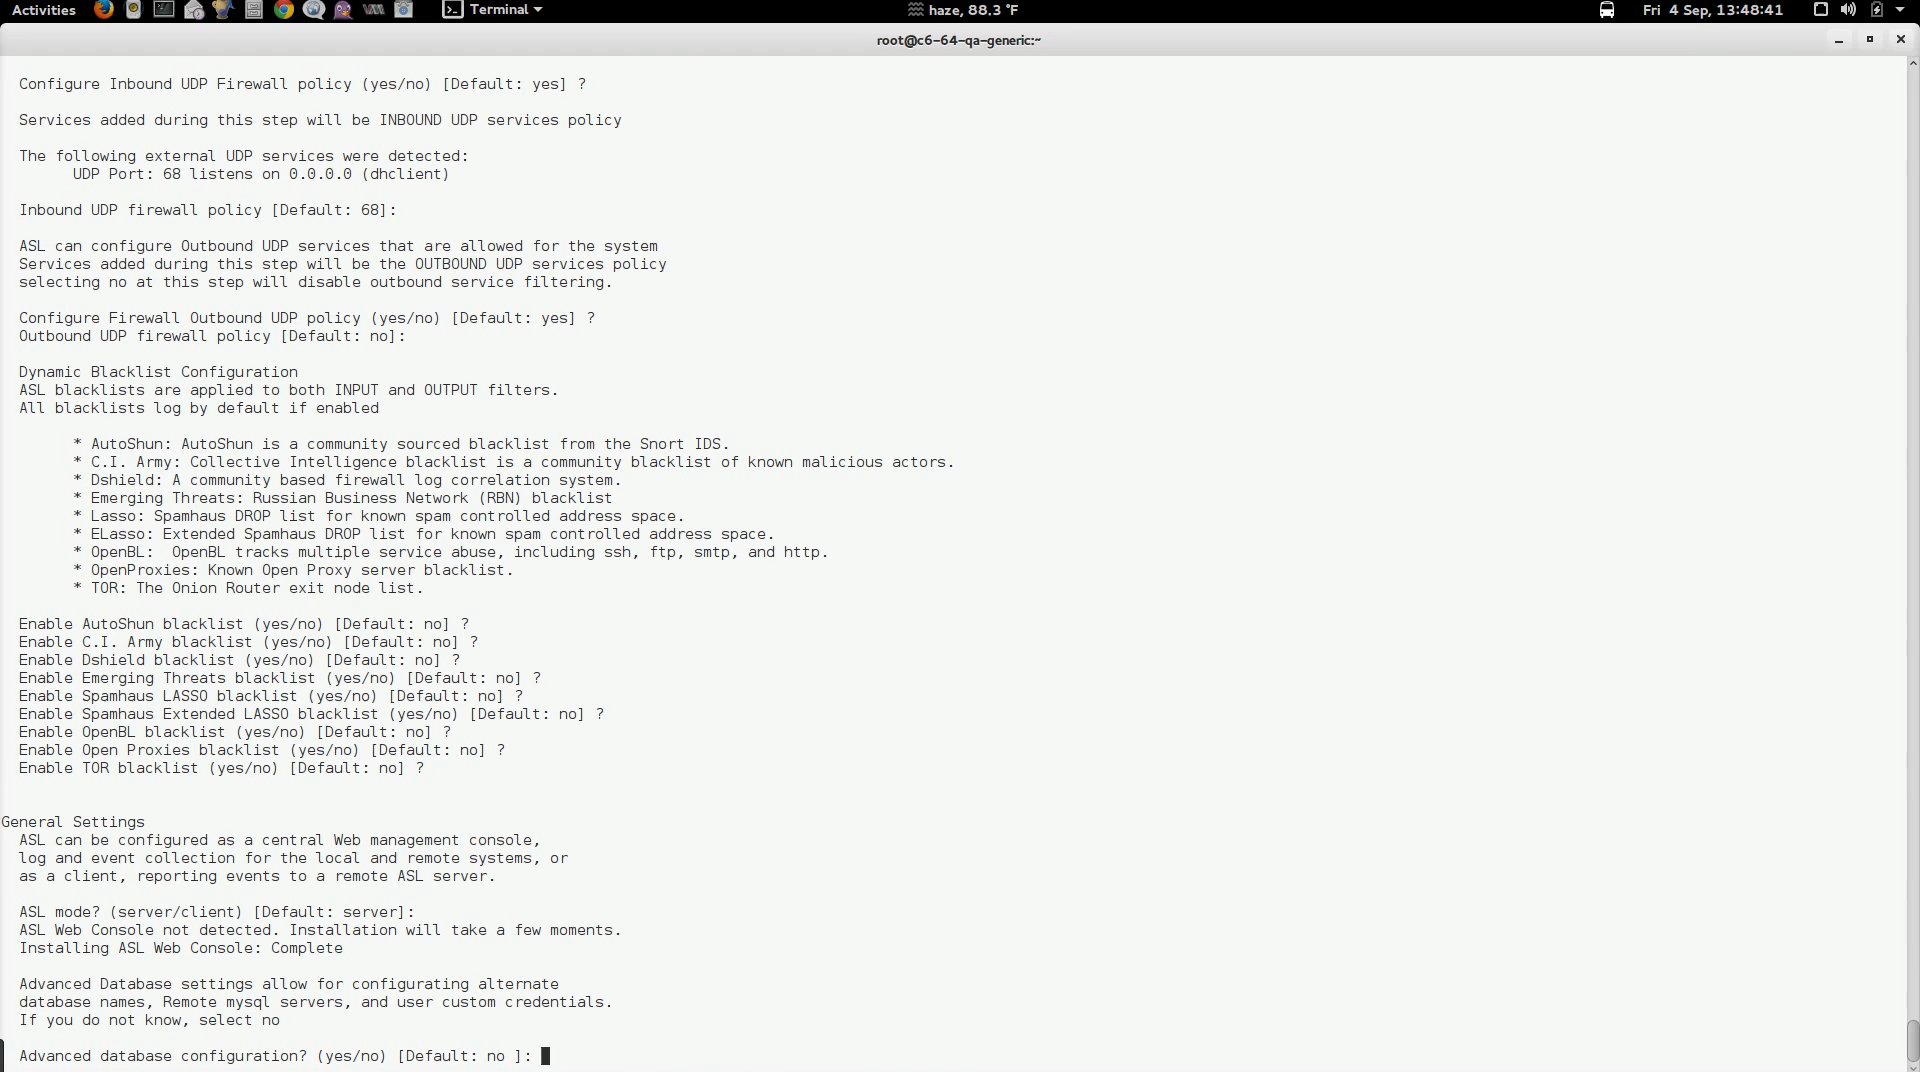 Activities
Terminal
haze, 88.3 °F
Fri 4 Sep, 13:48:41
root@c6-64-qa-generic:~
Configure Inbound UDP Firewall policy (yes/no) [Default: yes] ?
Services added during this step will be INBOUND UDP services policy
The following external UDP services were detected:
UDP Port: 68 listens on 0.0.0.0 (dhclient)
Inbound UDP firewall policy [Default: 68]:
ASL can configure Outbound UDP services that are allowed for the system
Services added during this step will be the OUTBOUND UDP services policy
selecting no at this step will disable outbound service filtering.
Configure Firewall Outbound UDP policy (yes/no) [Default: yes] ?
Outbound UDP firewall policy [Default: no]:
Dynamic Blacklist Configuration
ASL blacklists are applied to both INPUT and OUTPUT filters.
All blacklists log by default if enabled
* AutoShun: AutoShun is a community sourced blacklist from the Snort IDS.
* C.I. Army: Collective Intelligence blacklist is a community blacklist of known malicious actors.
* Dshield: A community based firewall log correlation system.
* Emerging Threats: Russian Business Network (RBN) blacklist
* Lasso: Spamhaus DROP list for known spam controlled address space.
* ELasso: Extended Spamhaus DROP list for known spam controlled address space.
* OpenBL:  OpenBL tracks multiple service abuse, including ssh, ftp, smtp, and http.
* OpenProxies: Known Open Proxy server blacklist.
* TOR: The Onion Router exit node list.
Enable AutoShun blacklist (yes/no) [Default: no] ?
Enable C.I. Army blacklist (yes/no) [Default: no] ?
Enable Dshield blacklist (yes/no) [Default: no] ?
Enable Emerging Threats blacklist (yes/no) [Default: no] ?
Enable Spamhaus LASSO blacklist (yes/no) [Default: no] ?
Enable Spamhaus Extended LASSO blacklist (yes/no) [Default: no] ?
Enable OpenBL blacklist (yes/no) [Default: no] ?
Enable Open Proxies blacklist (yes/no) [Default: no] ?
Enable TOR blacklist (yes/no) [Default: no] ?
General Settings
ASL can be configured as a central Web management console,
log and event collection for the local and remote systems, or
as a client, reporting events to a remote ASL server.
ASL mode? (server/client) [Default: server]:
ASL Web Console not detected. Installation will take a few moments.
Installing ASL Web Console: Complete
Advanced Database settings allow for configurating alternate
database names, Remote mysql servers, and user custom credentials.
If you do not know, select no
Advanced database configuration? (yes/no) [Default: no ]: